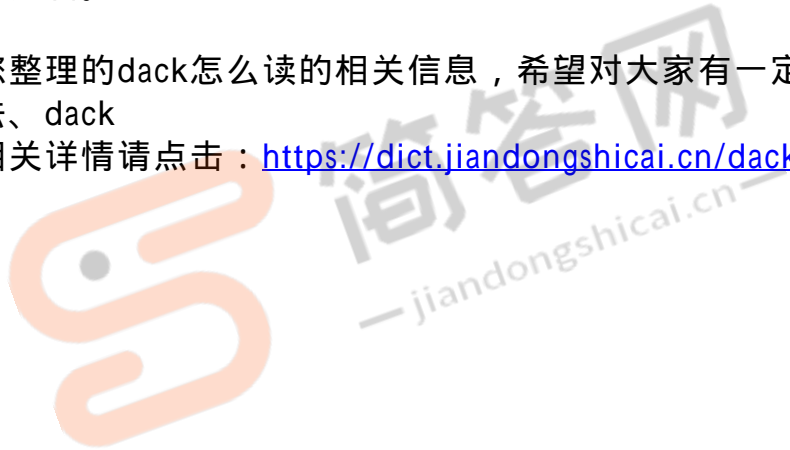 整理的dack怎么读的相关信息，希望对大家有一定
、dack
相关详情请点击：https://dict.jiandongshicai.cn/dack
简答网
jiandongshicai.cn